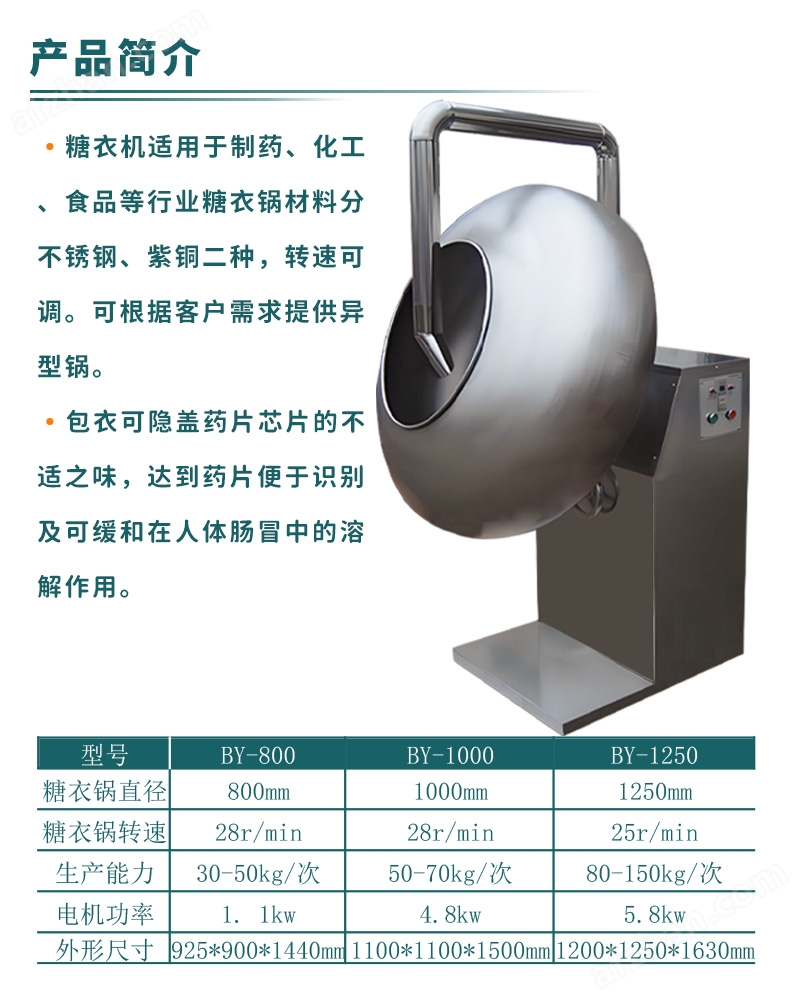 产品简介
•糖衣机适用于制药、化工
、食品等行业糖衣锅材料分
不锈钢、紫铜二种，转速可
调。可根据客户需求提供异
型锅。
•包衣可隐盖药片芯片的不
适之味，达到药片便于识别
及可缓和在人体肠冒中的溶
解作用。
型号 BY-800 BY-1000 BY-1250
糖衣锅直径 800mm 1000mm 1250mm
糖衣锅转速 28r/min 28r/min 25r/min
生产能力 30-50kg/次 50-70kg/次 80-150kg/次
电机功率 1. 1kw 4.8kw 5.8kw
外形尺寸 925*900*1440mm 1100*1100*1500mm 1200*1250*1630mm